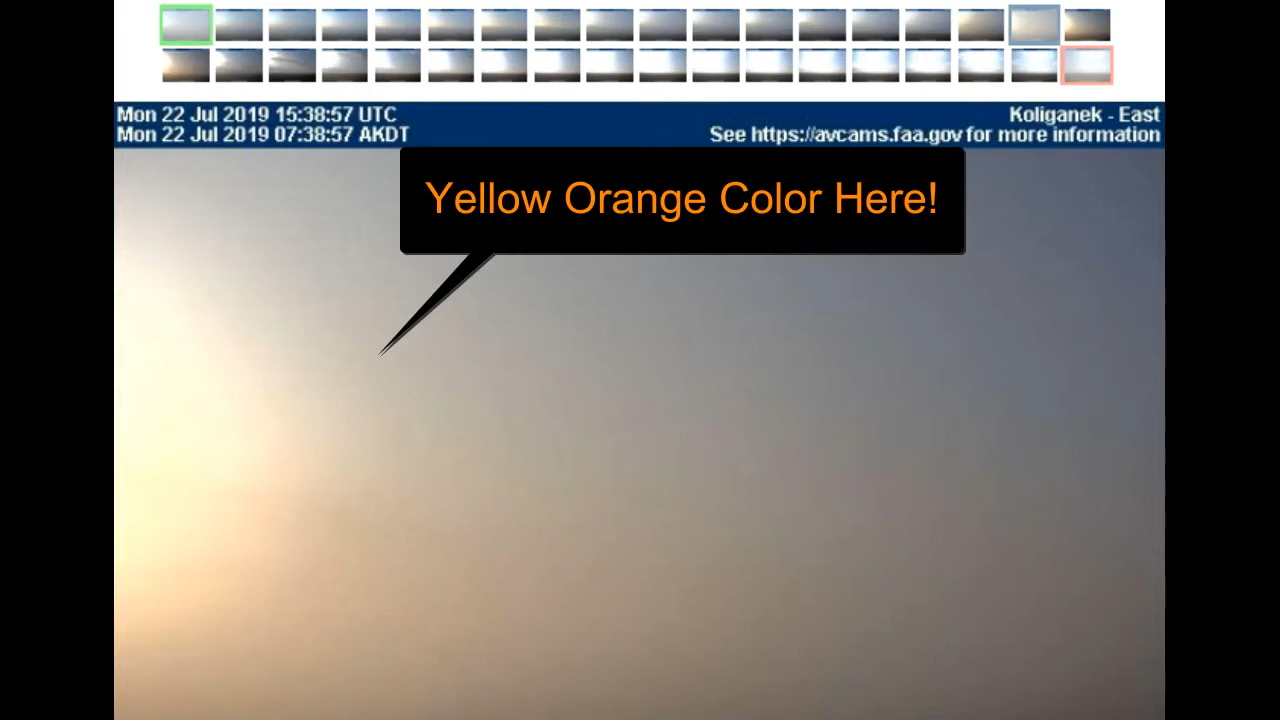 Mon 22 Jul 2019 15:38:57 UTC
Koliganek - East
Mon 22 Jul 2019 07:38:57 AKDT
See https://avcams.faa.gov for more information
Yellow Orange Color Here!